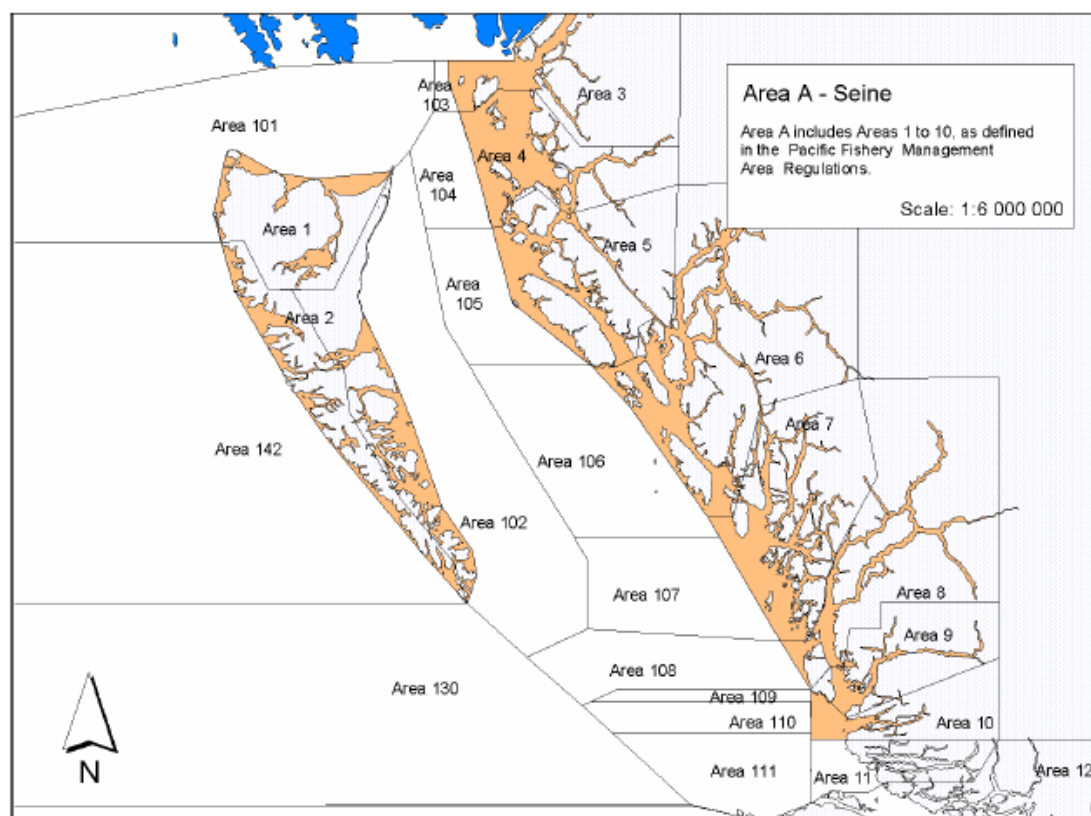 Area A - Seine
Area A includes Areas 1 to 10, as defined
in the Pacific Fishery Management
Area Regulations.
Scale: 1:6 000 000
Area
103
Area 3
Area 101
Area 4
Area
104
Area 1
Area 5
Area
105
Area 2
Area 6
Area 7
Area 142
Area 106
Area 102
Area 107
Area 8
Area 9
Area 108
Area 130
Area 109
Area 110
Area 10
Area 111
Area 11
Area 12
N